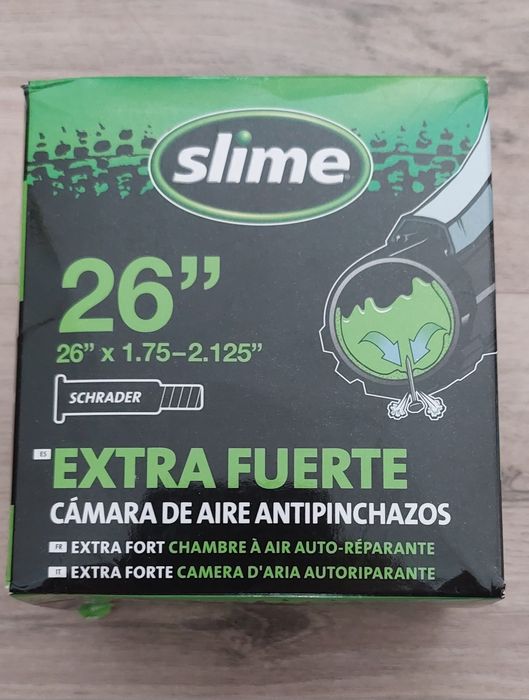 slime
26”
26” x 1.75–2.125”
SCHRADER
ES
EXTRA FUERTE
CÁMARA DE AIRE ANTIPINCHAZOS
FR EXTRA FORT CHAMBRE À AIR AUTO-RÉPARANTE
IT EXTRA FORTE CAMERA D'ARIA AUTORIPARANTE